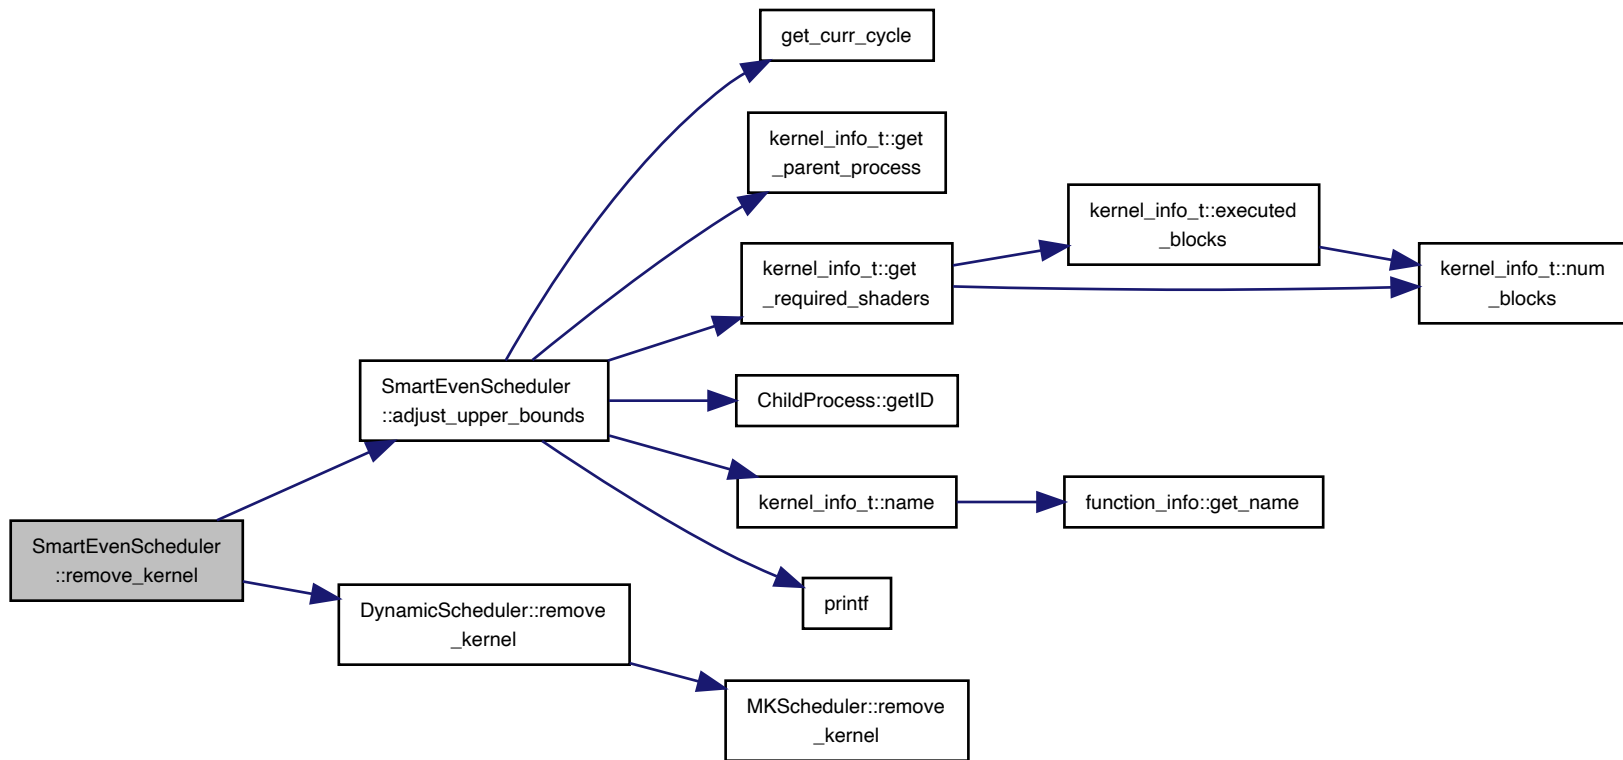 get_curr_cycle
kernel_info_t::get
_parent_process
kernel_info_t::executed
_blocks
kernel_info_t::get
_required_shaders
kernel_info_t::num
_blocks
SmartEvenScheduler
::adjust_upper_bounds
ChildProcess::getID
kernel_info_t::name
function_info::get_name
SmartEvenScheduler
::remove_kernel
DynamicScheduler::remove
_kernel
printf
MKScheduler::remove
_kernel